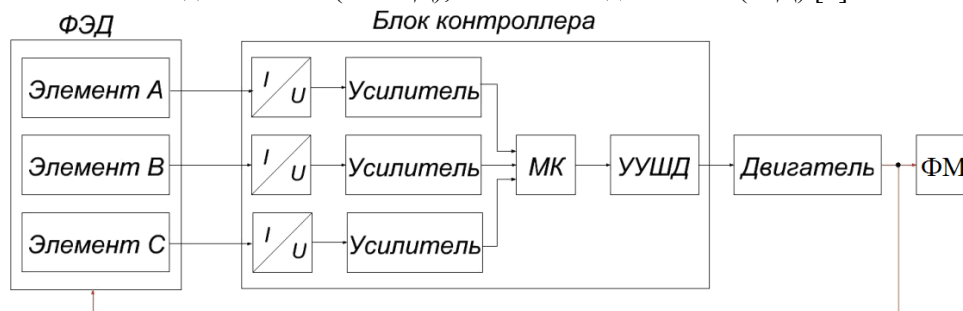 ФЭД
Блок контроллера
Элемент А
I
U
Усилитель
Элемент В
I
U
Усилитель
МК
УУШД
Двигатель
ФМ
Элемент С
I
U
Усилитель